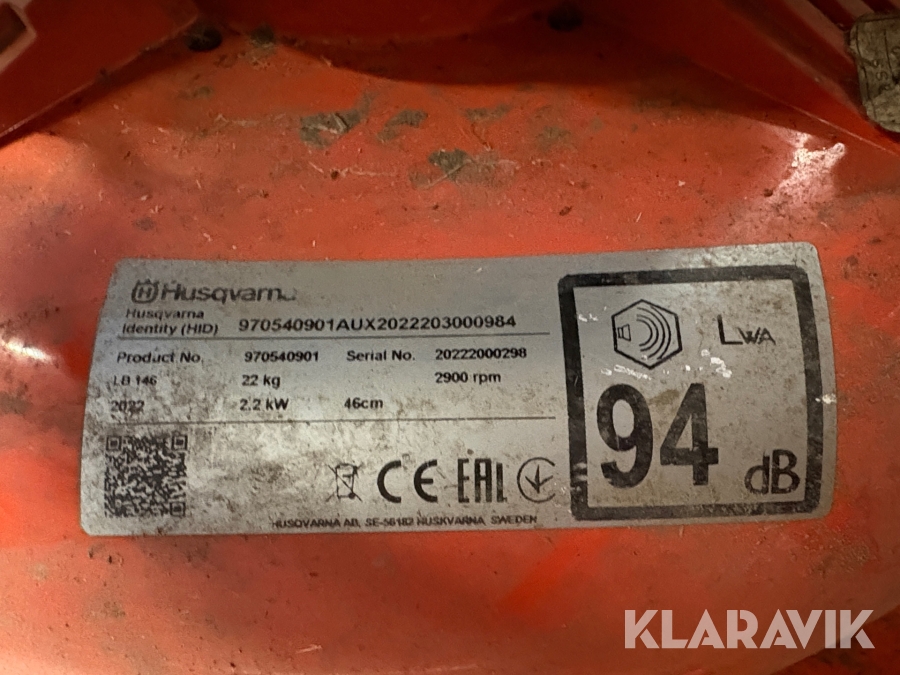 Husqvarna
Husqvarna
Identity (HID) 970540901AUX2022203000984
Product No. 970540901 Serial No. 20222000298
LB 146 22 kg 2900 rpm
2022 2.2 kW 46cm
CE EAC
HUSQVARNA AB, SE-56182 HUSKVARNA, SWEDEN
LWA
94
dB
KLARAVIK